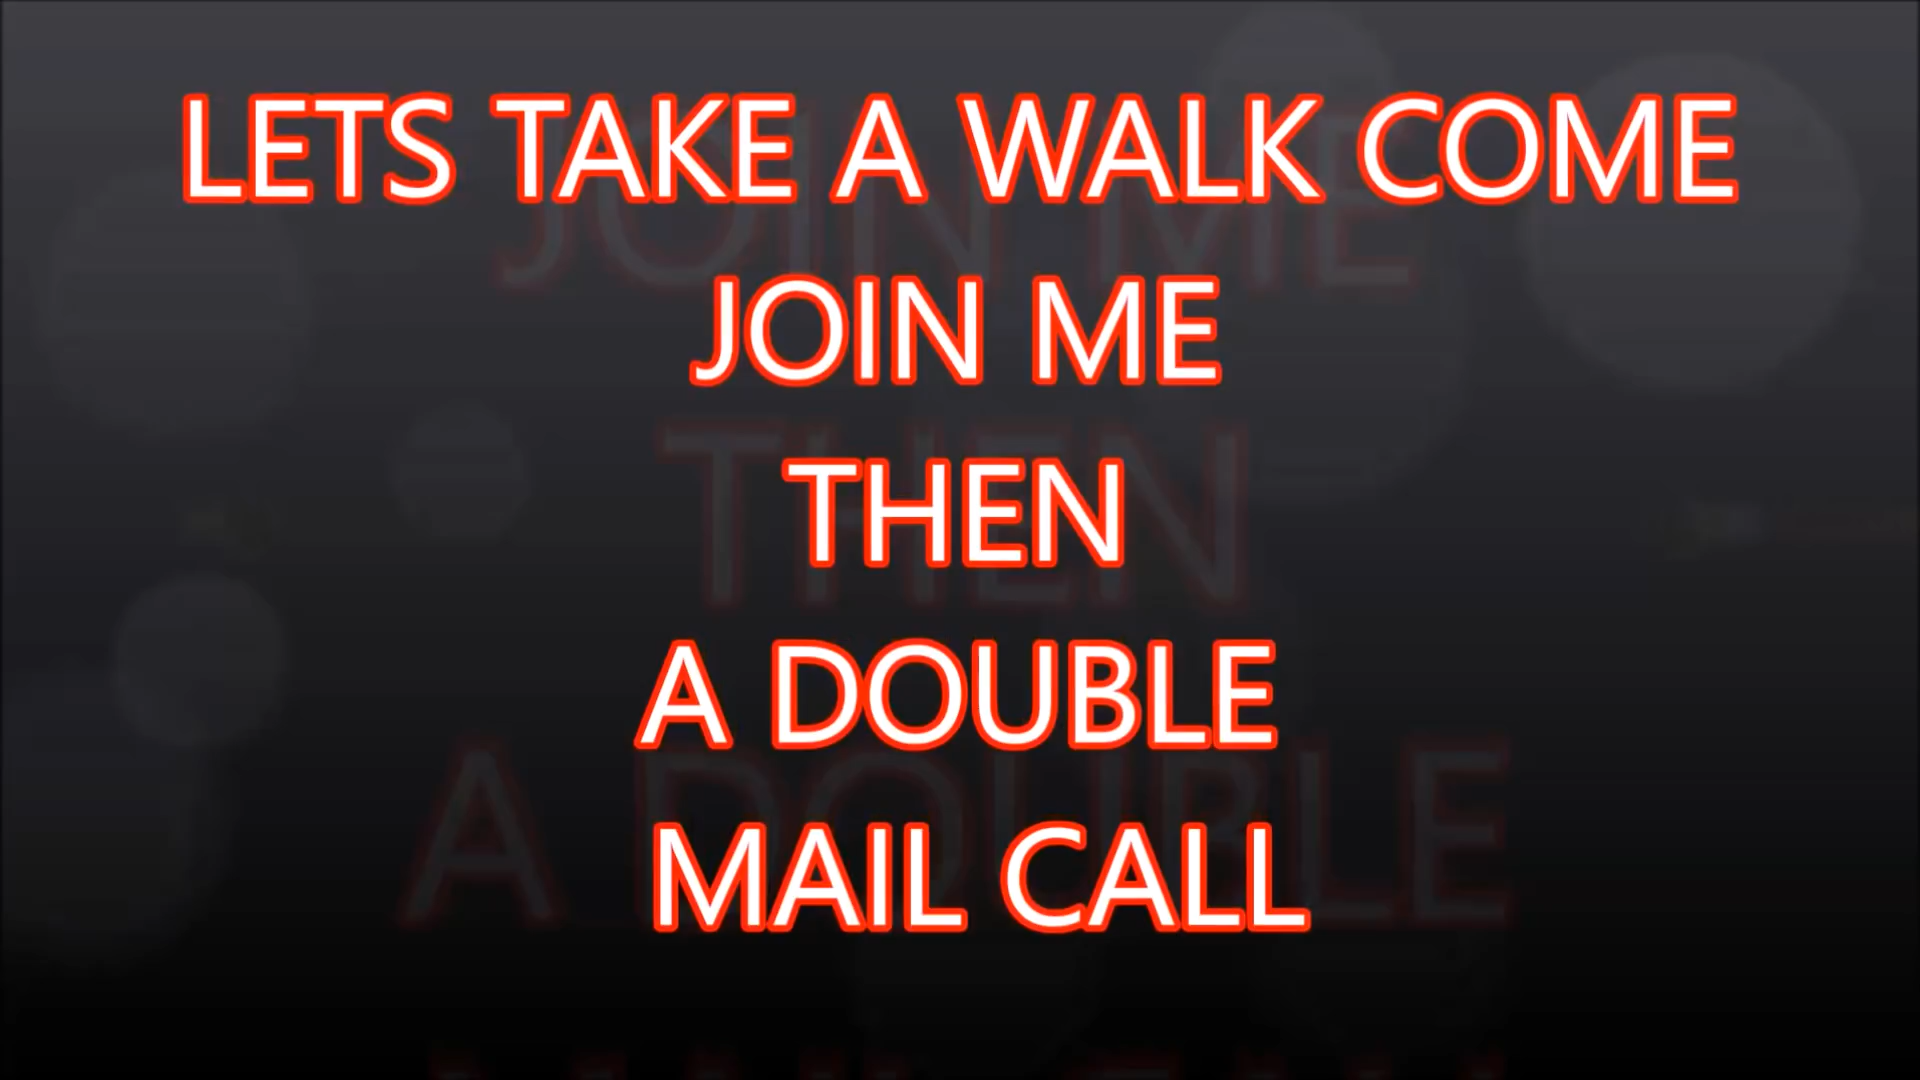 LETS TAKE A WALK COME
JOIN ME
THEN
A DOUBLE
MAIL CALL